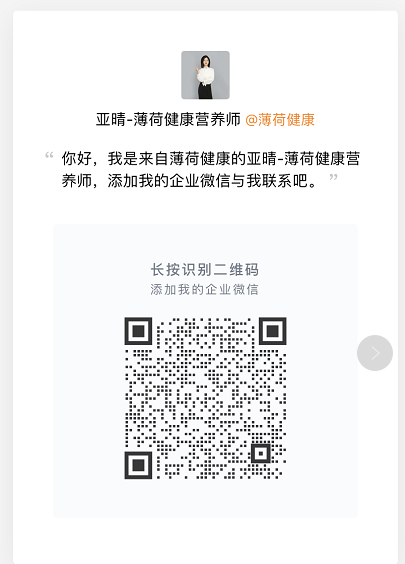 亚晴-薄荷健康营养师 @薄荷健康
“ 你好，我是来自薄荷健康的亚晴-薄荷健康营
养师，添加我的企业微信与我联系吧。 ”
长按识别二维码
添加我的企业微信